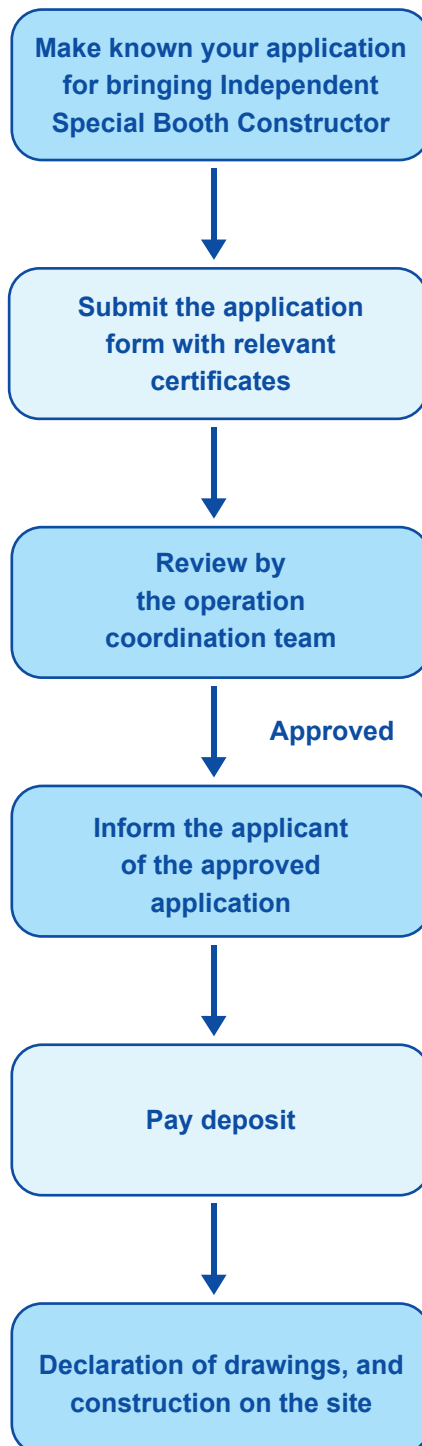 Make known your application
for bringing Independent
Special Booth Constructor
Submit the application
form with relevant
certificates
Review by
the operation
coordination team
Approved
Inform the applicant
of the approved
application
Pay deposit
Declaration of drawings, and
construction on the site